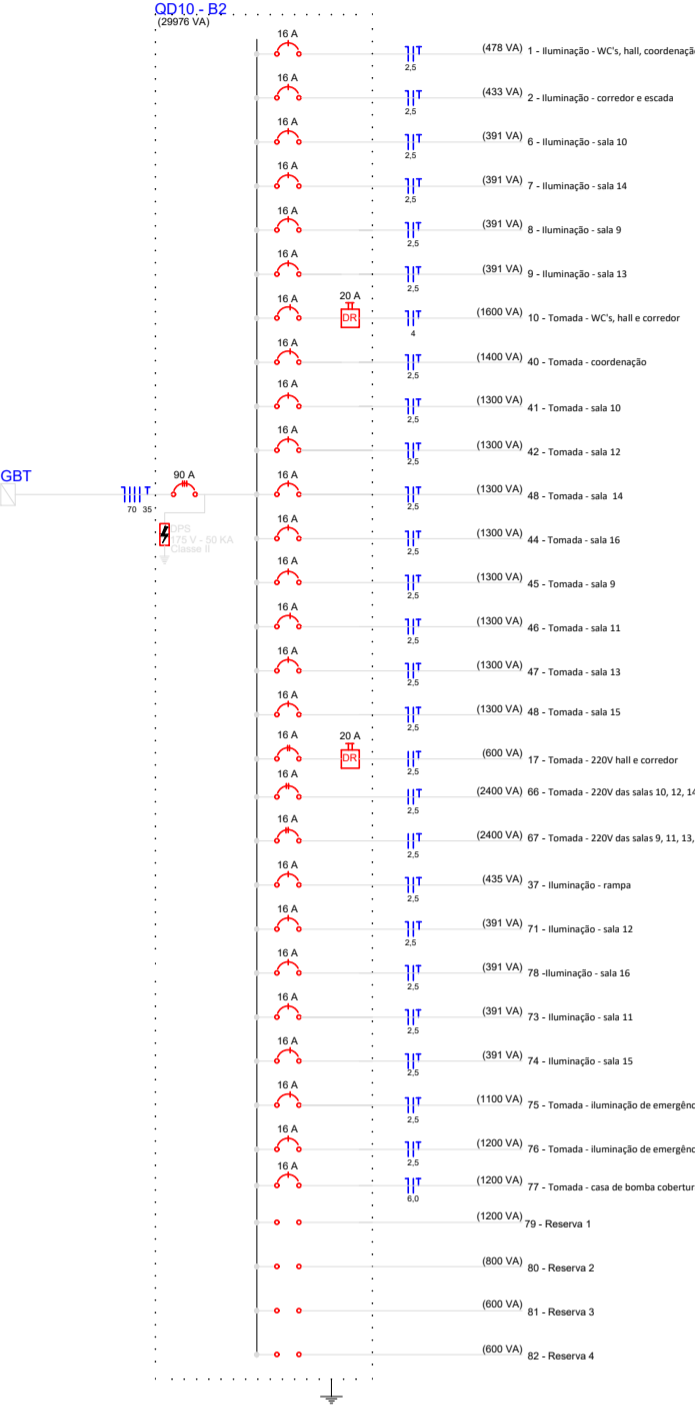 QD10 - B2
(29976 VA)
16 A
2,5
(478 VA) 1 - Iluminação - WC's, hall, coordenaçã
16 A
2,5
(433 VA) 2 - Iluminação - corredor e escada
16 A
2,5
(391 VA) 6 - Iluminação - sala 10
16 A
2,5
(391 VA) 7 - Iluminação - sala 14
16 A
2,5
(391 VA) 8 - Iluminação - sala 9
16 A
2,5
(391 VA) 9 - Iluminação - sala 13
16 A
20 A
DR
4
(1600 VA) 10 - Tomada - WC's, hall e corredor
16 A
2,5
(1400 VA) 40 - Tomada - coordenação
16 A
2,5
(1300 VA) 41 - Tomada - sala 10
16 A
2,5
(1300 VA) 42 - Tomada - sala 12
GBT
70 35
90 A
DPS
175 V - 50 KA
Classe II
16 A
2,5
(1300 VA) 48 - Tomada - sala 14
16 A
2,5
(1300 VA) 44 - Tomada - sala 16
16 A
2,5
(1300 VA) 45 - Tomada - sala 9
16 A
2,5
(1300 VA) 46 - Tomada - sala 11
16 A
2,5
(1300 VA) 47 - Tomada - sala 13
16 A
2,5
(1300 VA) 48 - Tomada - sala 15
16 A
20 A
DR
2,5
(600 VA) 17 - Tomada - 220V hall e corredor
16 A
2,5
(2400 VA) 66 - Tomada - 220V das salas 10, 12, 14
16 A
2,5
(2400 VA) 67 - Tomada - 220V das salas 9, 11, 13,
16 A
2,5
(435 VA) 37 - Iluminação - rampa
16 A
2,5
(391 VA) 71 - Iluminação - sala 12
16 A
2,5
(391 VA) 78 -Iluminação - sala 16
16 A
2,5
(391 VA) 73 - Iluminação - sala 11
16 A
2,5
(391 VA) 74 - Iluminação - sala 15
16 A
2,5
(1100 VA) 75 - Tomada - iluminação de emergênc
16 A
2,5
(1200 VA) 76 - Tomada - iluminação de emergênc
16 A
6,0
(1200 VA) 77 - Tomada - casa de bomba cobertur
(1200 VA) 79 - Reserva 1
(800 VA) 80 - Reserva 2
(600 VA) 81 - Reserva 3
(600 VA) 82 - Reserva 4